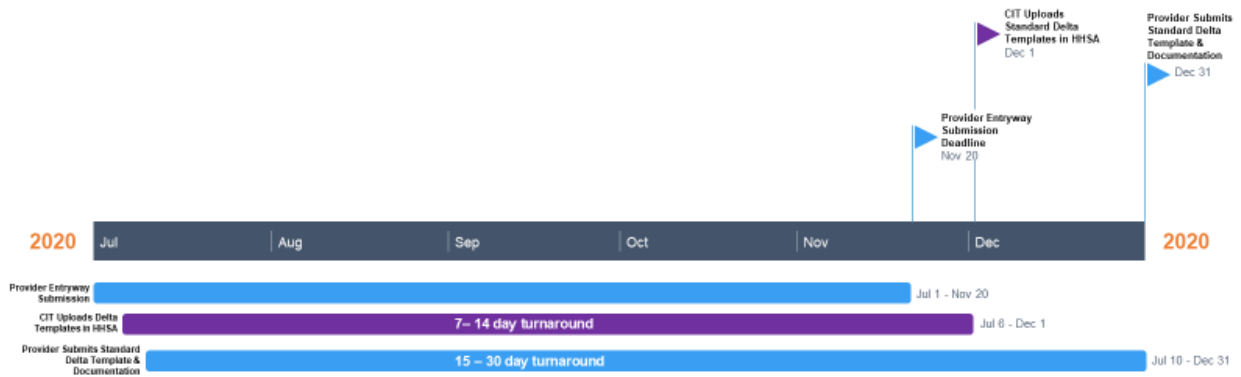 CIT Uploads
Standard Delta
Templates in HHSA
Dec 1
Provider Submits
Standard Delta
Template &
Documentation
Dec 31
Provider Entryway
Submission
Deadline
Nov 20
2020
Jul
Aug
Sep
Oct
Nov
Dec
2020
Provider Entryway
Submission
Jul 1 - Nov 20
CIT Uploads Delta
Templates in HHSA
7– 14 day turnaround
Jul 6 - Dec 1
Provider Submits Standard
Delta Template &
Documentation
15 – 30 day turnaround
Jul 10 - Dec 31